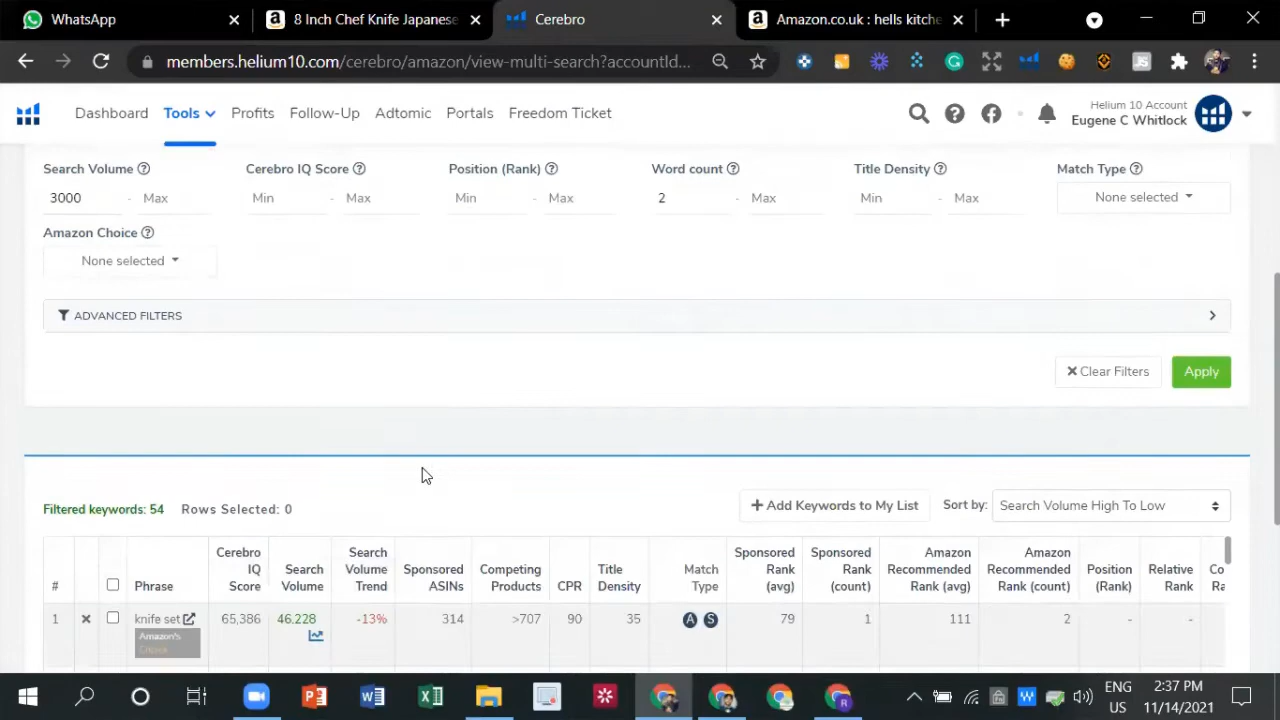 WhatsApp
8 Inch Chef Knife Japanese
Cerebro
Amazon.co.uk : hells kitche
members.helium10.com/cerebro/amazon/view-multi-search?accountId...
Dashboard
Tools
Profits
Follow-Up
Adtomic
Portals
Freedom Ticket
Helium 10 Account
Eugene C Whitlock
Search Volume
Cerebro IQ Score
Position (Rank)
Word count
Title Density
Match Type
3000 - Max
Min - Max
Min - Max
2 - Max
Min - Max
None selected
Amazon Choice
None selected
ADVANCED FILTERS
Clear Filters
Apply
Filtered keywords: 54
Rows Selected: 0
+ Add Keywords to My List
Sort by:
Search Volume High To Low
#
Phrase
Cerebro IQ Score
Search Volume
Search Volume Trend
Sponsored ASINs
Competing Products
CPR
Title Density
Match Type
Sponsored Rank (avg)
Sponsored Rank (count)
Amazon Recommended Rank (avg)
Amazon Recommended Rank (count)
Position (Rank)
Relative Rank
Co
Ra
1
knife set
Amazon's
Choice
65,386
46,228
-13%
314
>707
90
35
A S
79
1
111
2
-
-
ENG
US
2:37 PM
11/14/2021